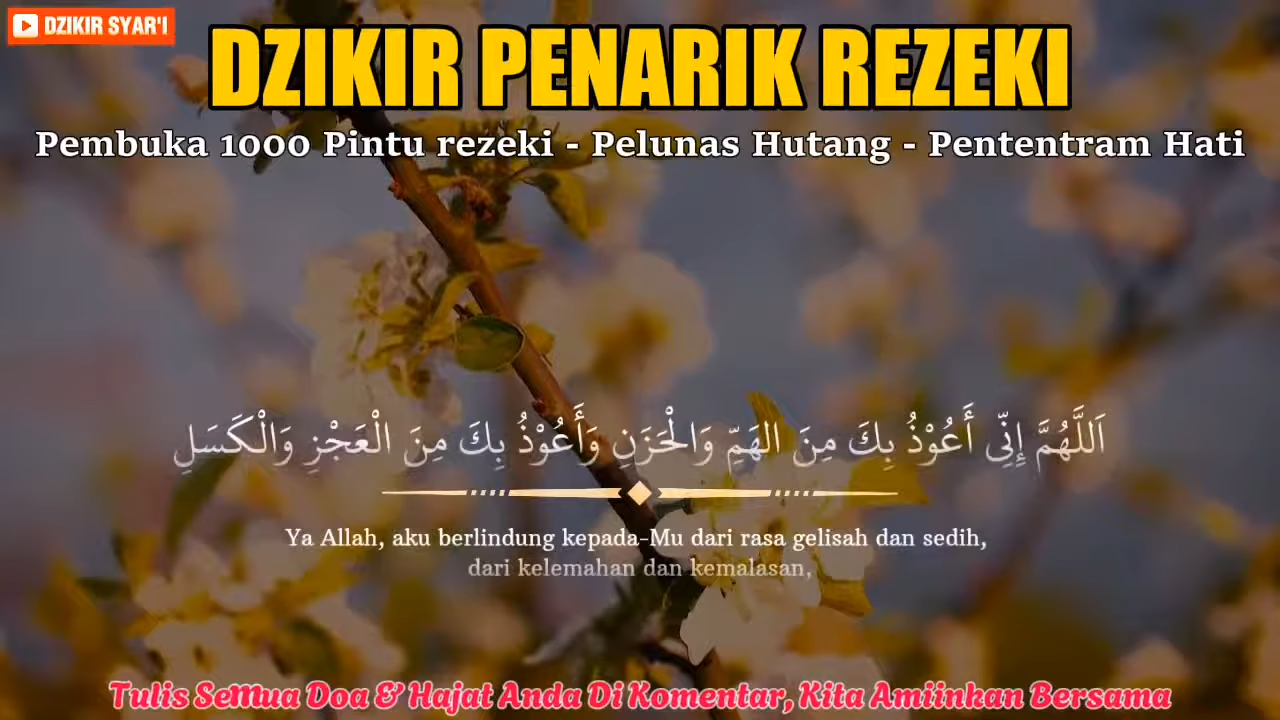 DZIKIR SYAR'I
DZIKIR PENARIK REZEKI
Pembuka 1000 Pintu rezeki - Pelunas Hutang - Pententram Hati
اَللَّهُمَّ إِنِّى أَعُوْذُ بِكَ مِنَ الهَمِّ وَالْحَزَنِ وَأَعُوْذُ بِكَ مِنَ الْعَجْزِ وَالْكَسَلِ
Ya Allah, aku berlindung kepada-Mu dari rasa gelisah dan sedih,
dari kelemahan dan kemalasan,
Tulis Semua Doa & Hajat Anda Di Komentar, Kita Amiinkan Bersama